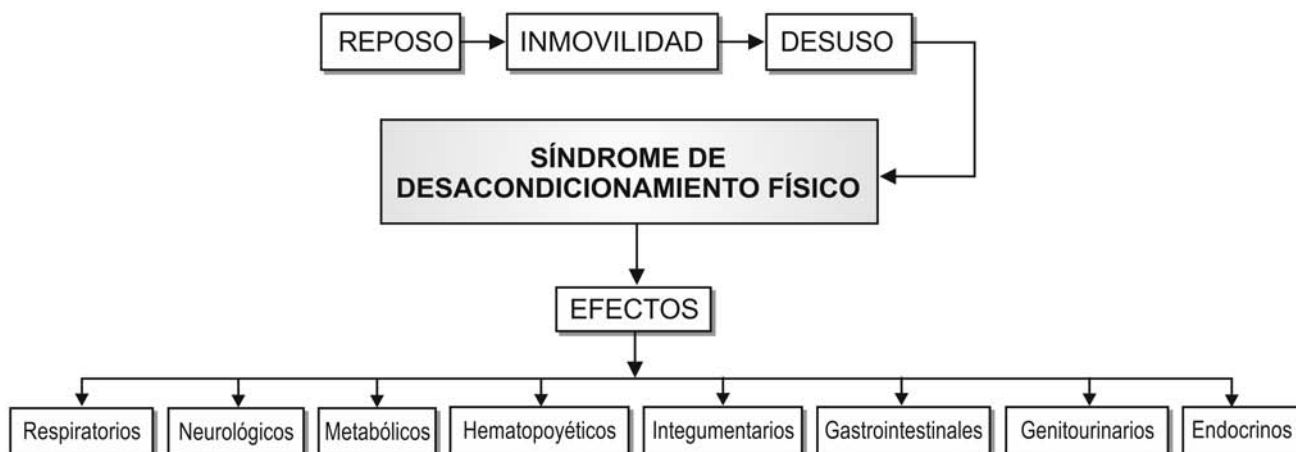 REPOSO
INMOVILIDAD
DESUSO
SÍNDROME DE
DESACONDICIONAMIENTO FÍSICO
EFECTOS
Respiratorios
Neurológicos
Metabólicos
Hematopoyéticos
Integumentarios
Gastrointestinales
Genitourinarios
Endocrinos